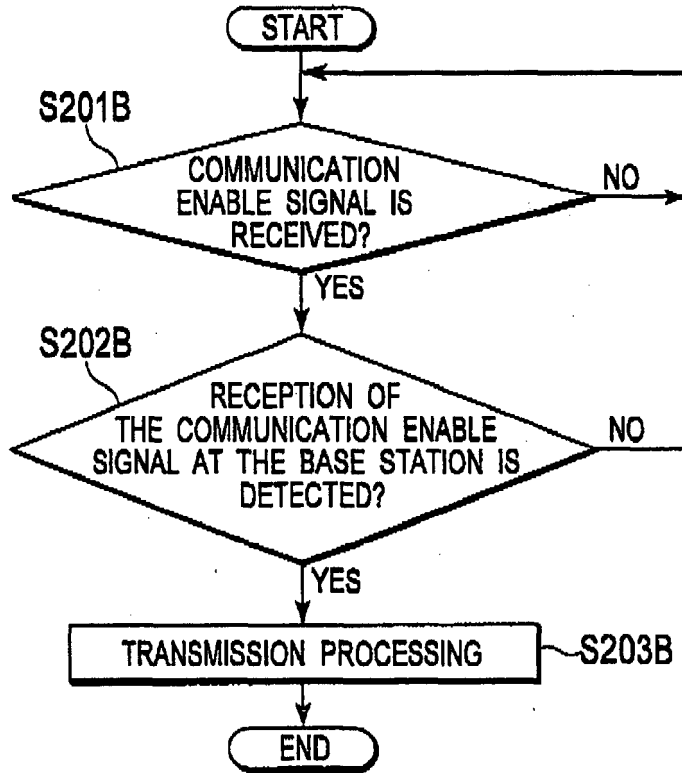 START
S201B
COMMUNICATION
ENABLE SIGNAL IS
RECEIVED?
NO
YES
S202B
RECEPTION OF
THE COMMUNICATION ENABLE
SIGNAL AT THE BASE STATION IS
DETECTED?
NO
YES
TRANSMISSION PROCESSING
S203B
END